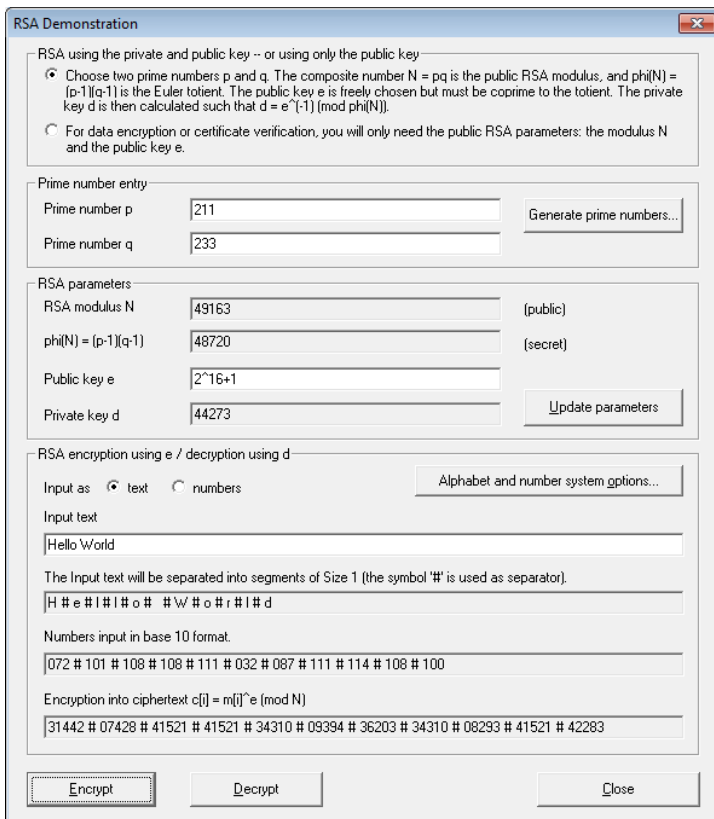 RSA Demonstration
RSA using the private and public key -- or using only the public key
Choose two prime numbers p and q. The composite number N = pq is the public RSA modulus, and phi(N) =
(p-1)(q-1) is the Euler totient. The public key e is freely chosen but must be coprime to the totient. The private
key d is then calculated such that d = e^(-1) (mod phi(N)).
For data encryption or certificate verification, you will only need the public RSA parameters: the modulus N
and the public key e.
Prime number entry
Prime number p 211 Generate prime numbers...
Prime number q 233
RSA parameters
RSA modulus N 49163 (public)
phi(N) = (p-1)(q-1) 48720 (secret)
Public key e 2^16+1
Private key d 44273 Update parameters
RSA encryption using e / decryption using d
Input as text numbers Alphabet and number system options...
Input text
Hello World
The Input text will be separated into segments of Size 1 (the symbol '#' is used as separator).
H # e # l # l # o #   # W # o # r # l # d
Numbers input in base 10 format.
072 # 101 # 108 # 108 # 111 # 032 # 087 # 111 # 114 # 108 # 100
Encryption into ciphertext c[i] = m[i]^e (mod N)
31442 # 07428 # 41521 # 41521 # 34310 # 09394 # 36203 # 34310 # 08293 # 41521 # 42283
Encrypt Decrypt Close